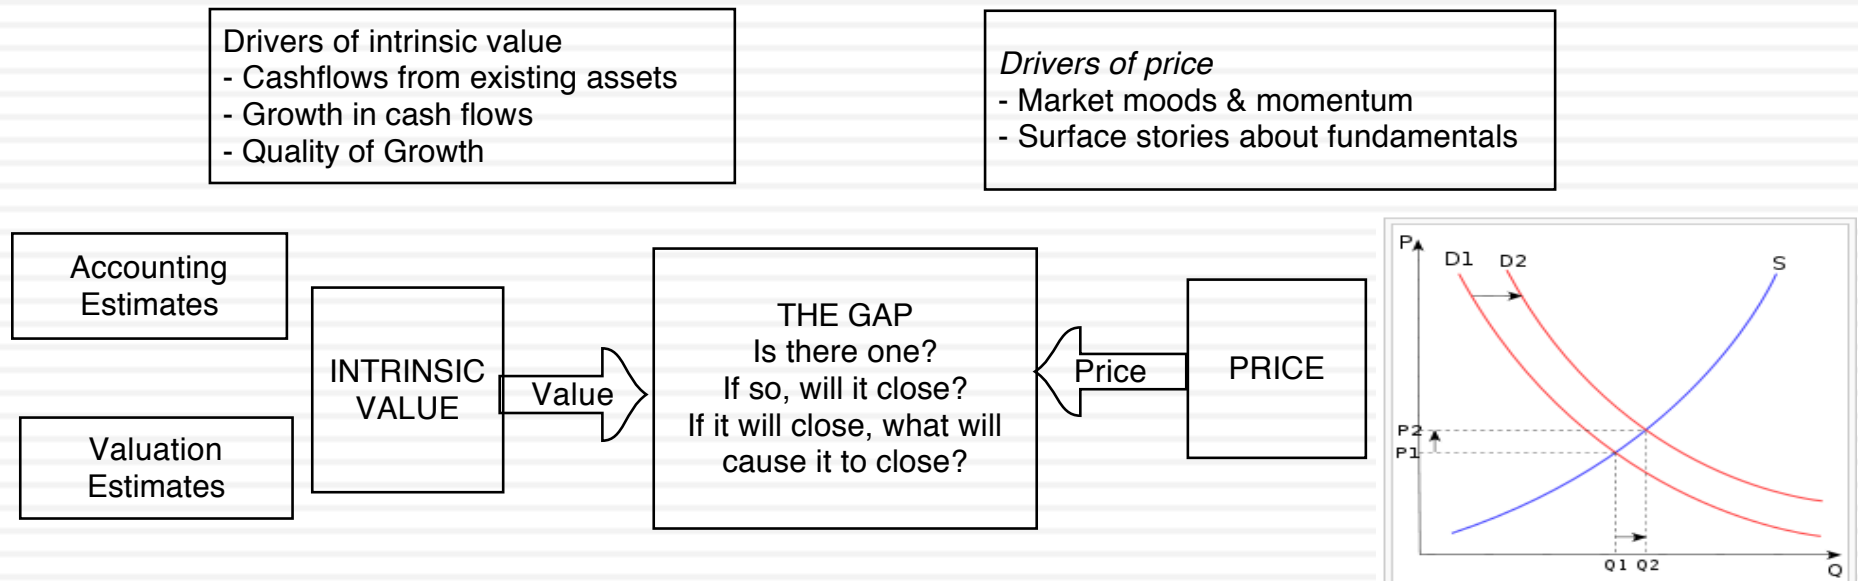 Drivers of intrinsic value
- Cashflows from existing assets
- Growth in cash flows
- Quality of Growth
Drivers of price
- Market moods & momentum
- Surface stories about fundamentals
Accounting
Estimates
Valuation
Estimates
INTRINSIC
VALUE
Value
THE GAP
Is there one?
If so, will it close?
If it will close, what will
cause it to close?
Price
PRICE
P
D1
D2
S
P2
P1
Q1
Q2
Q